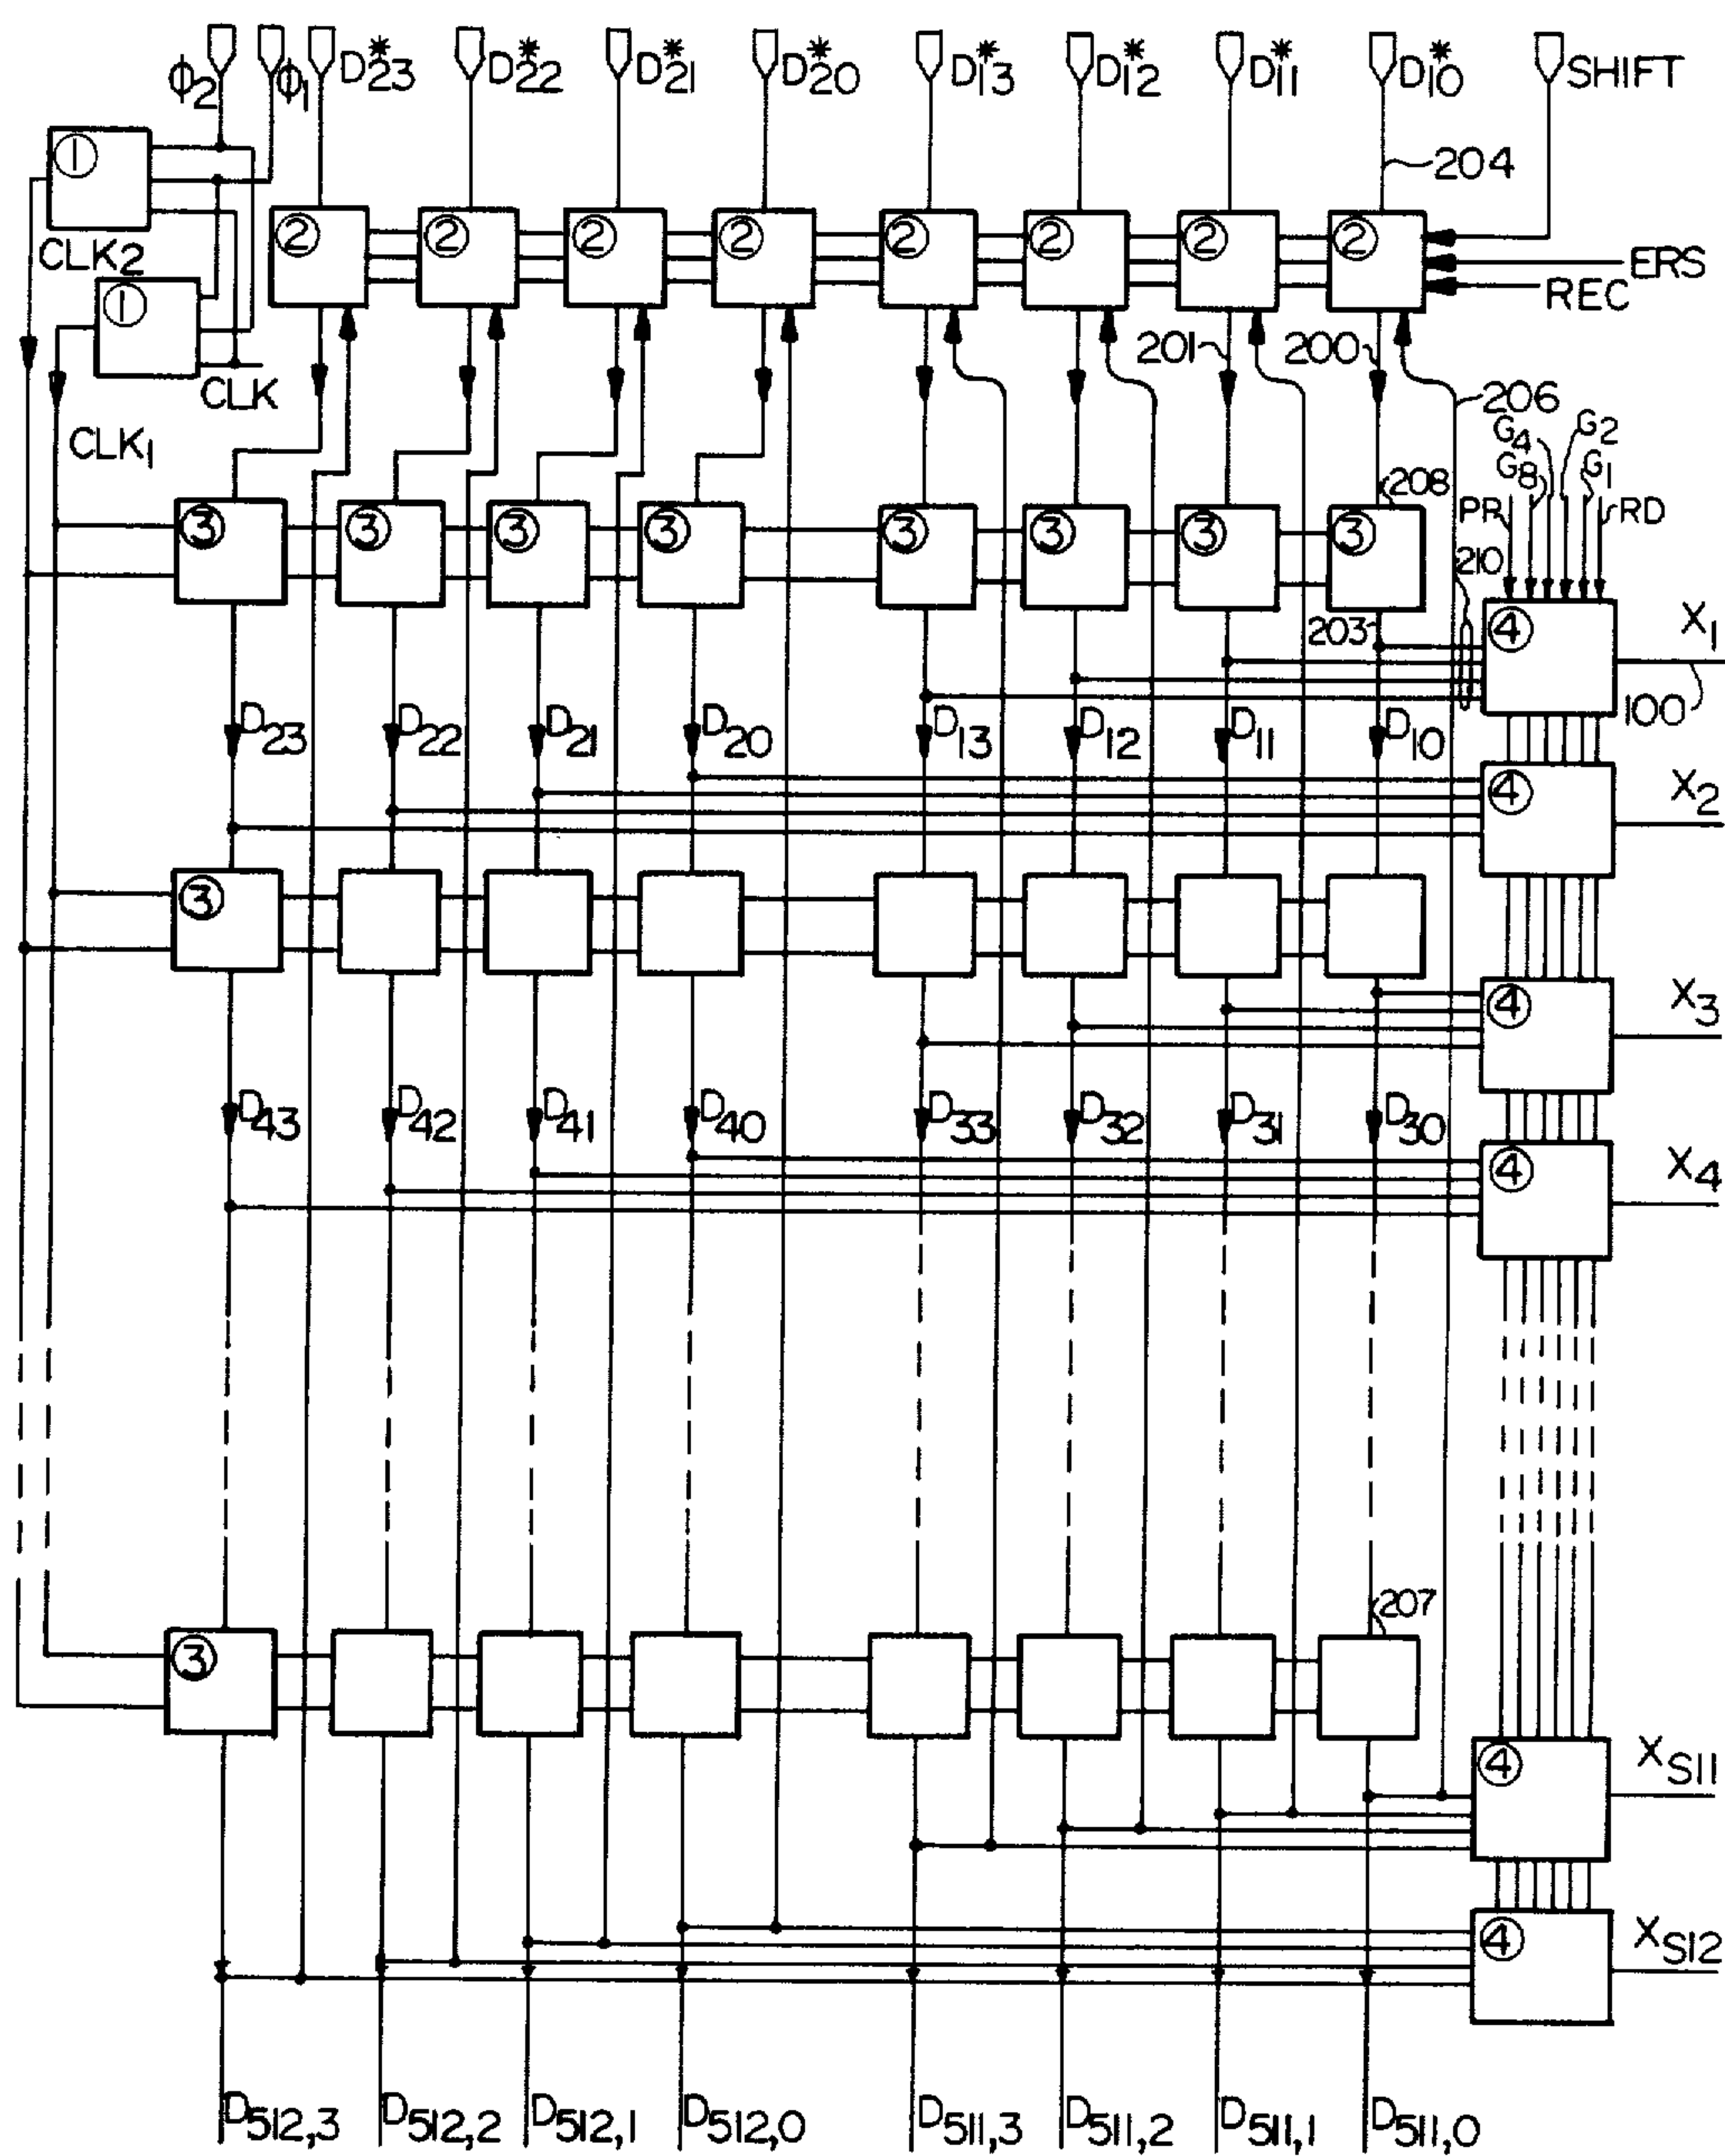 ϕ2 ϕ1 D*23 D*22 D*21 D*20 D*13 D*12 D*11 D*10 SHIFT
204
① ② ② ② ② ② ② ② ②
CLK2 ERS
① REC
201 200
CLK 206
CLK1 G4 G2
G8 G1
208 PR RD
③ ③ ③ ③ ③ ③ ③ ③ 210
203 ④ X1
100
D23 D22 D21 D20 D13 D12 D11 D10
④ X2
③
④ X3
D43 D42 D41 D40 D33 D32 D31 D30
④ X4
207
③
④ XS11
④ XS12
D512,3 D512,2 D512,1 D512,0 D511,3 D511,2 D511,1 D511,0